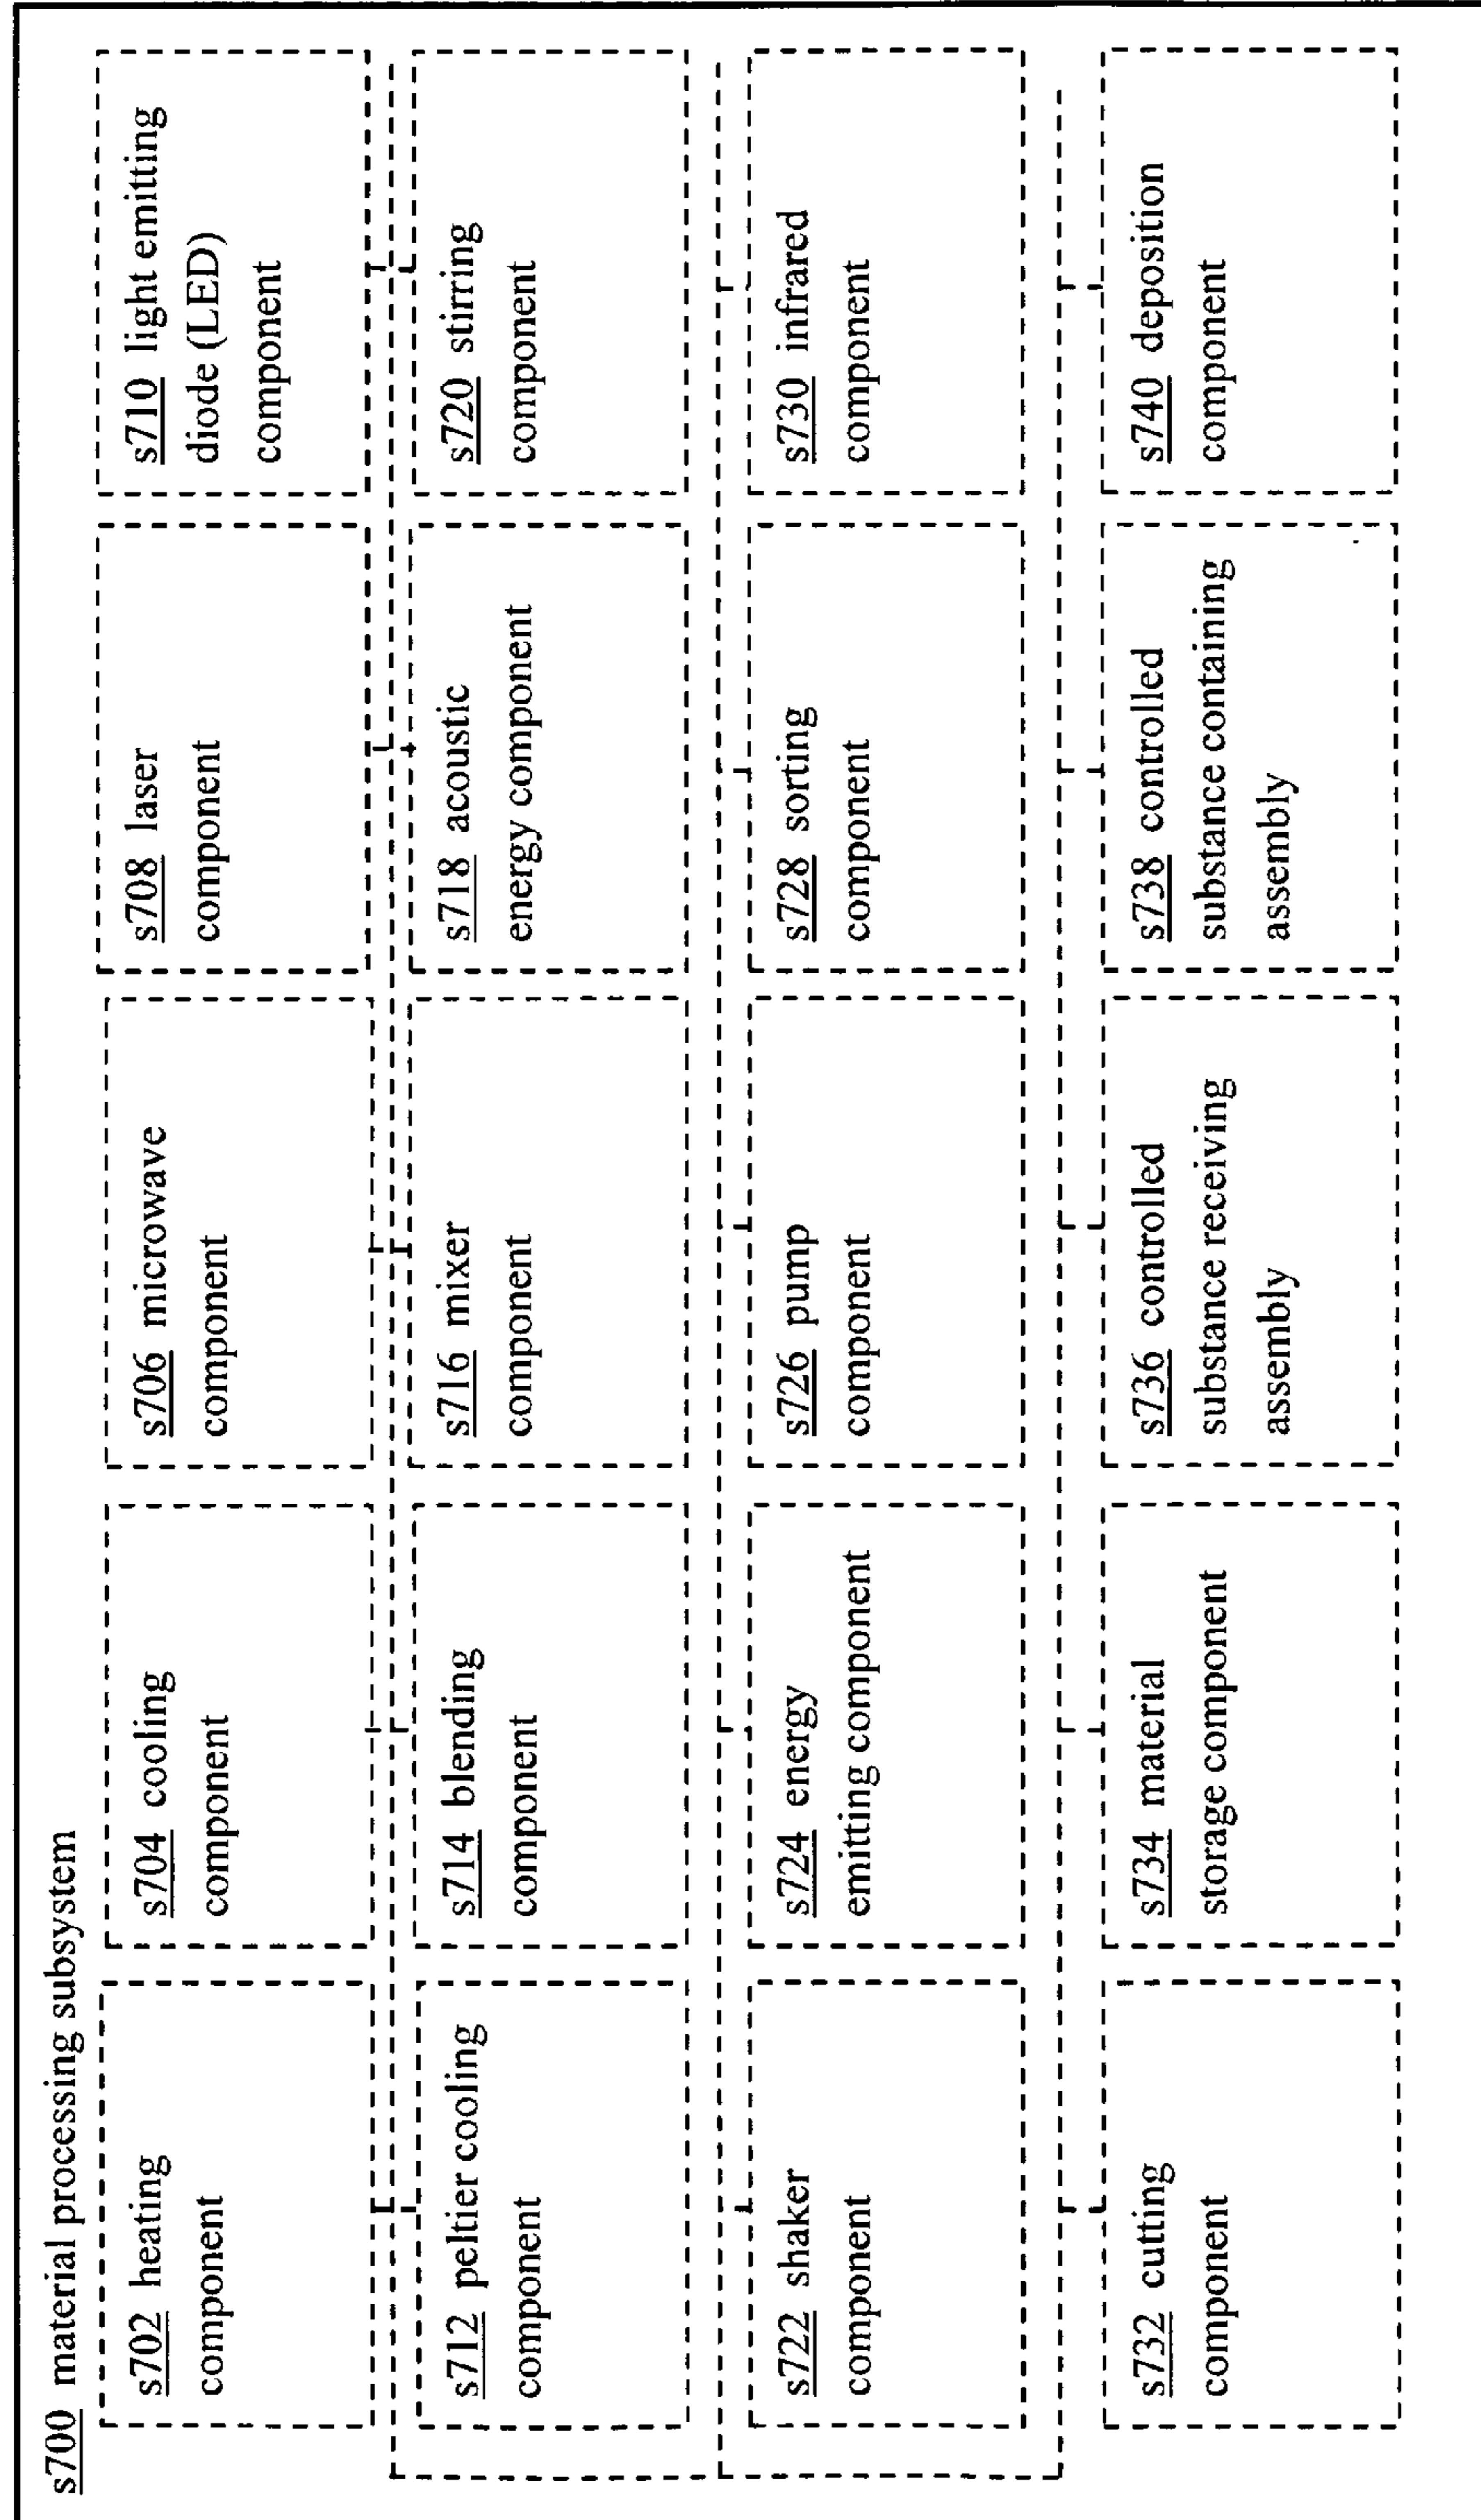 s700 material processing subsystem
s702 heating
component
s704 cooling
component
s706 microwave
component
s708 laser
component
s710 light emitting
diode (LED)
component
s712 peltier cooling
component
s714 blending
component
s716 mixer
component
s718 acoustic
energy component
s720 stirring
component
s722 shaker
component
s724 energy
emitting component
s726 pump
component
s728 sorting
component
s730 infrared
component
s732 cutting
component
s734 material
storage component
s736 controlled
substance receiving
assembly
s738 controlled
substance containing
assembly
s740 deposition
component